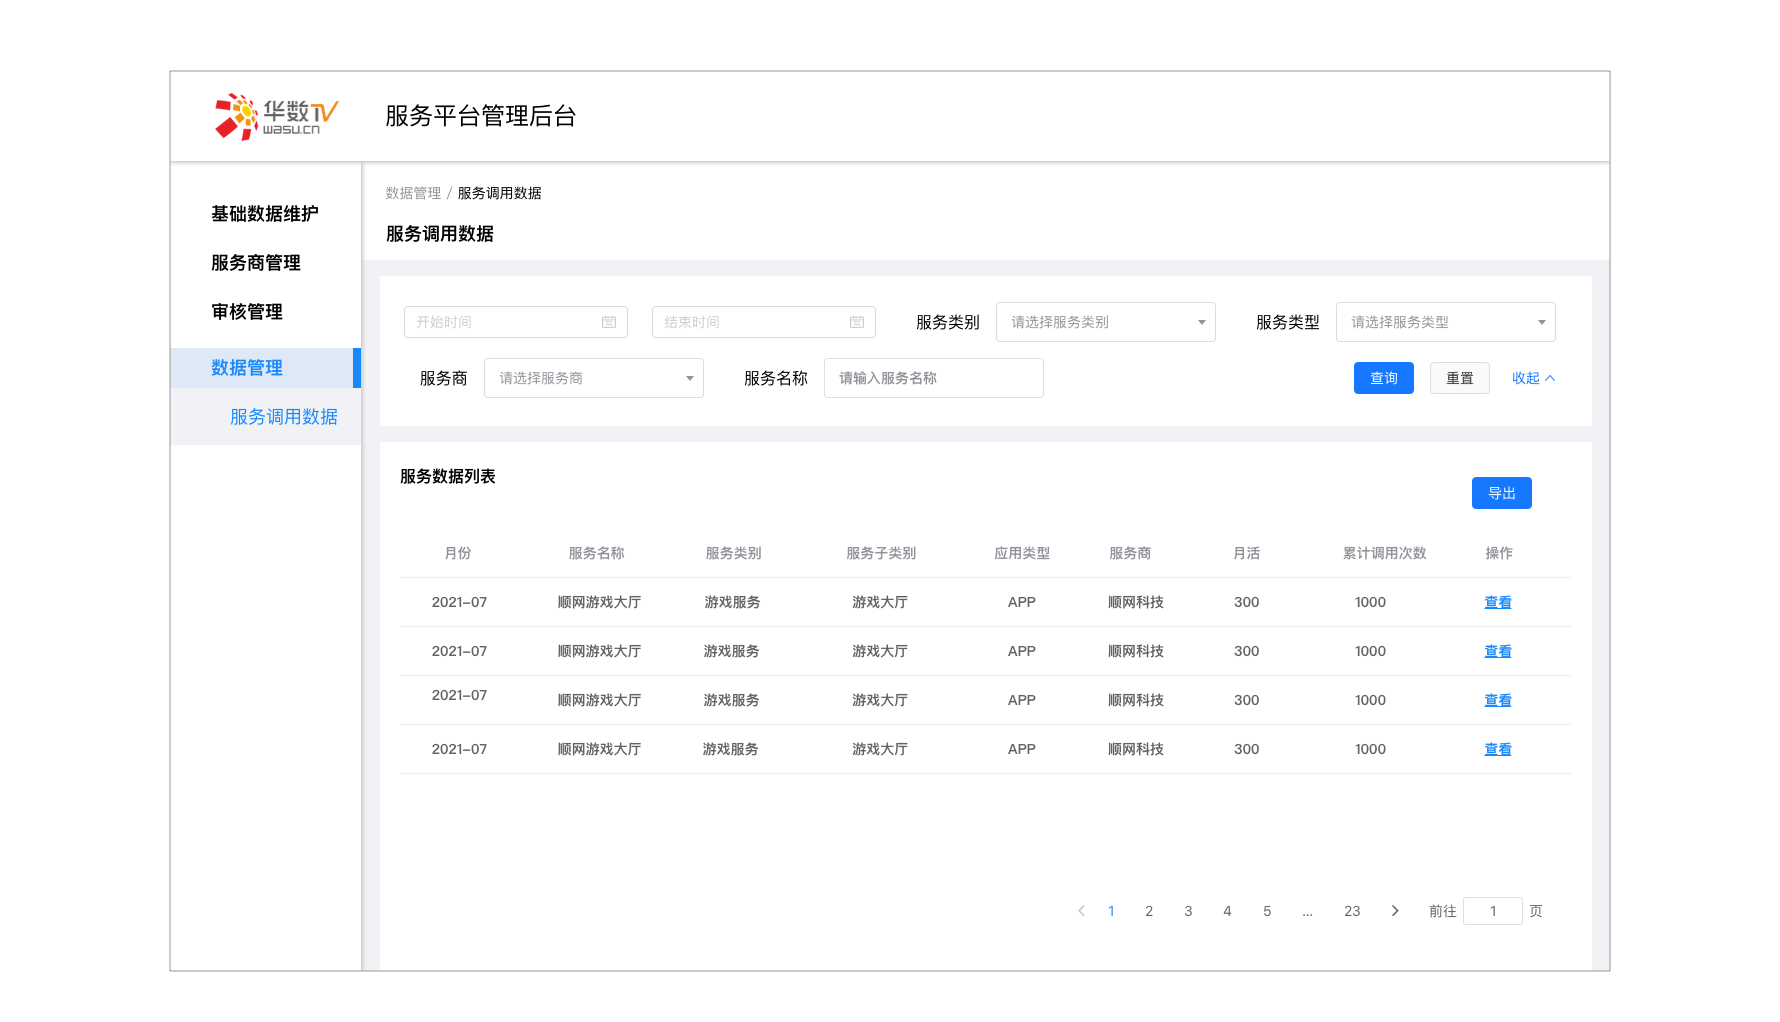 华数TV
wasu.cn
服务平台管理后台
基础数据维护
服务商管理
审核管理
数据管理
服务调用数据
数据管理 / 服务调用数据
服务调用数据
开始时间 结束时间 服务类别 请选择服务类别 服务类型 请选择服务类型
服务商 请选择服务商 服务名称 请输入服务名称 查询 重置 收起
服务数据列表
导出
月份 服务名称 服务类别 服务子类别 应用类型 服务商 月活 累计调用次数 操作
2021-07 顺网游戏大厅 游戏服务 游戏大厅 APP 顺网科技 300 1000 查看
2021-07 顺网游戏大厅 游戏服务 游戏大厅 APP 顺网科技 300 1000 查看
2021-07 顺网游戏大厅 游戏服务 游戏大厅 APP 顺网科技 300 1000 查看
2021-07 顺网游戏大厅 游戏服务 游戏大厅 APP 顺网科技 300 1000 查看
1 2 3 4 5 ... 23 前往 1 页